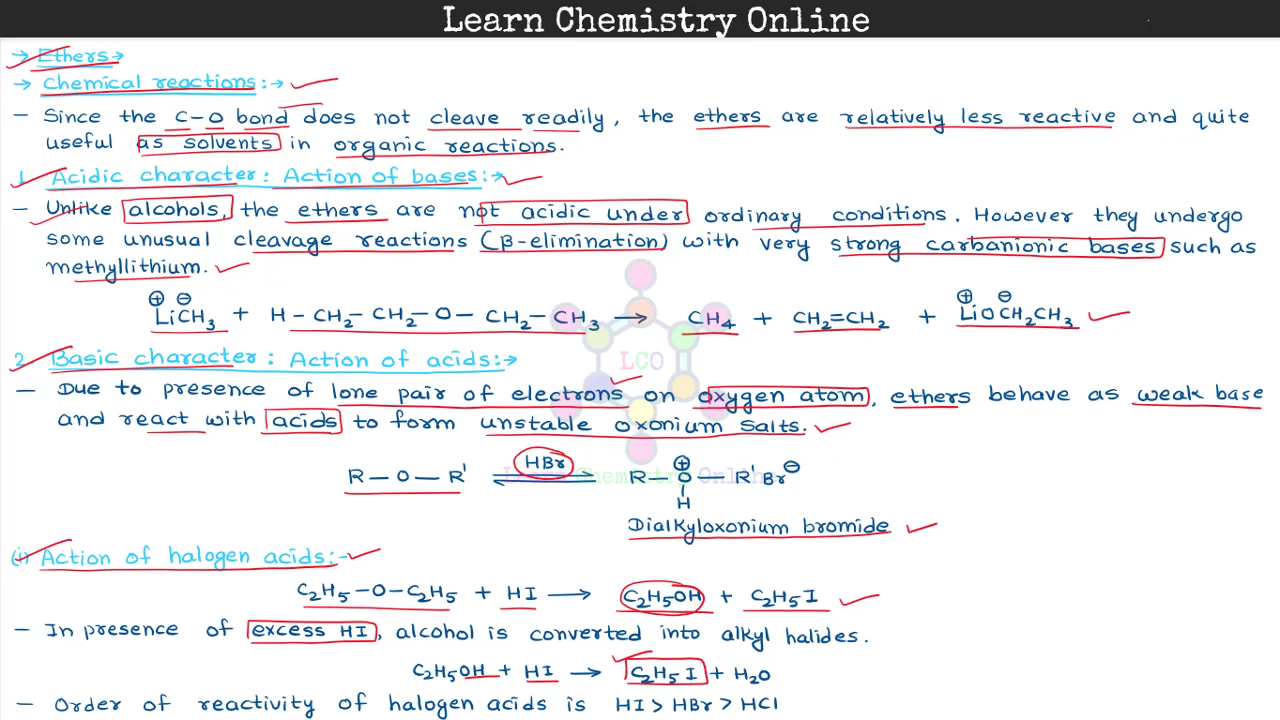 Learn Chemistry Online
→ Ethers →
→ Chemical reactions :→
– Since the C–O bond does not cleave readily, the ethers are relatively less reactive and quite
useful as solvents in organic reactions.
1. Acidic character : Action of bases :→
– Unlike alcohols, the ethers are not acidic under ordinary conditions. However they undergo
some unusual cleavage reactions (β-elimination) with very strong carbanionic bases such as
methyllithium.
⊕ ⊖ ⊕ ⊖
LiCH₃ + H – CH₂ – CH₂ – O – CH₂ – CH₃ → CH₄ + CH₂=CH₂ + LiOCH₂CH₃
2. Basic character : Action of acids :→
LCO
– Due to presence of lone pair of electrons on oxygen atom, ethers behave as weak base
and react with acids to form unstable oxonium salts.
HBr ⊕ ⊖
R – O – R' ⇌ R – O – R' Br
H
Learn Chemistry Online
Dialkyloxonium bromide
(i) Action of halogen acids :-
C₂H₅ – O – C₂H₅ + HI → C₂H₅OH + C₂H₅I
– In presence of excess HI, alcohol is converted into alkyl halides.
C₂H₅OH + HI → C₂H₅I + H₂O
– Order of reactivity of halogen acids is HI > HBr > HCl